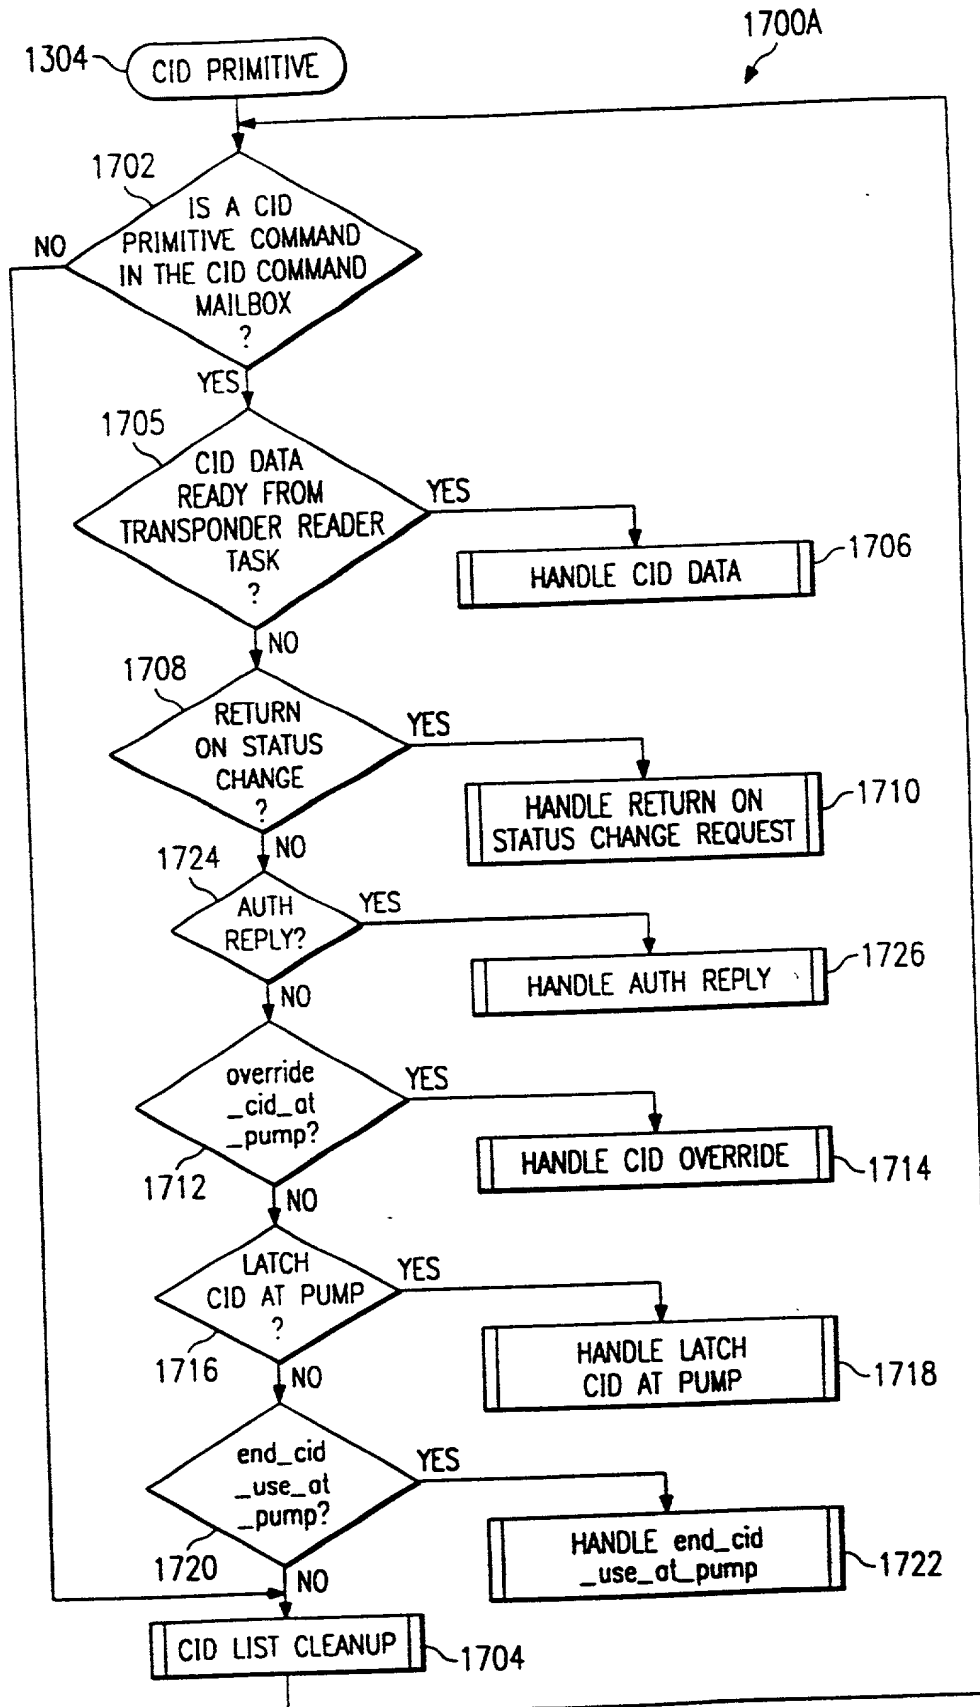 1700A
1304
CID PRIMITIVE
1702
IS A CID
PRIMITIVE COMMAND
IN THE CID COMMAND
MAILBOX
?
NO
YES
1705
CID DATA
READY FROM
TRANSPONDER READER
TASK
?
YES
HANDLE CID DATA
1706
NO
1708
RETURN
ON STATUS
CHANGE
?
YES
HANDLE RETURN ON
STATUS CHANGE REQUEST
1710
NO
1724
AUTH
REPLY?
YES
HANDLE AUTH REPLY
1726
NO
override
_cid_at
_pump?
1712
YES
HANDLE CID OVERRIDE
1714
NO
LATCH
CID AT PUMP
?
1716
YES
HANDLE LATCH
CID AT PUMP
1718
NO
end_cid
_use_at
_pump?
1720
YES
HANDLE end_cid
_use_at_pump
1722
NO
CID LIST CLEANUP
1704